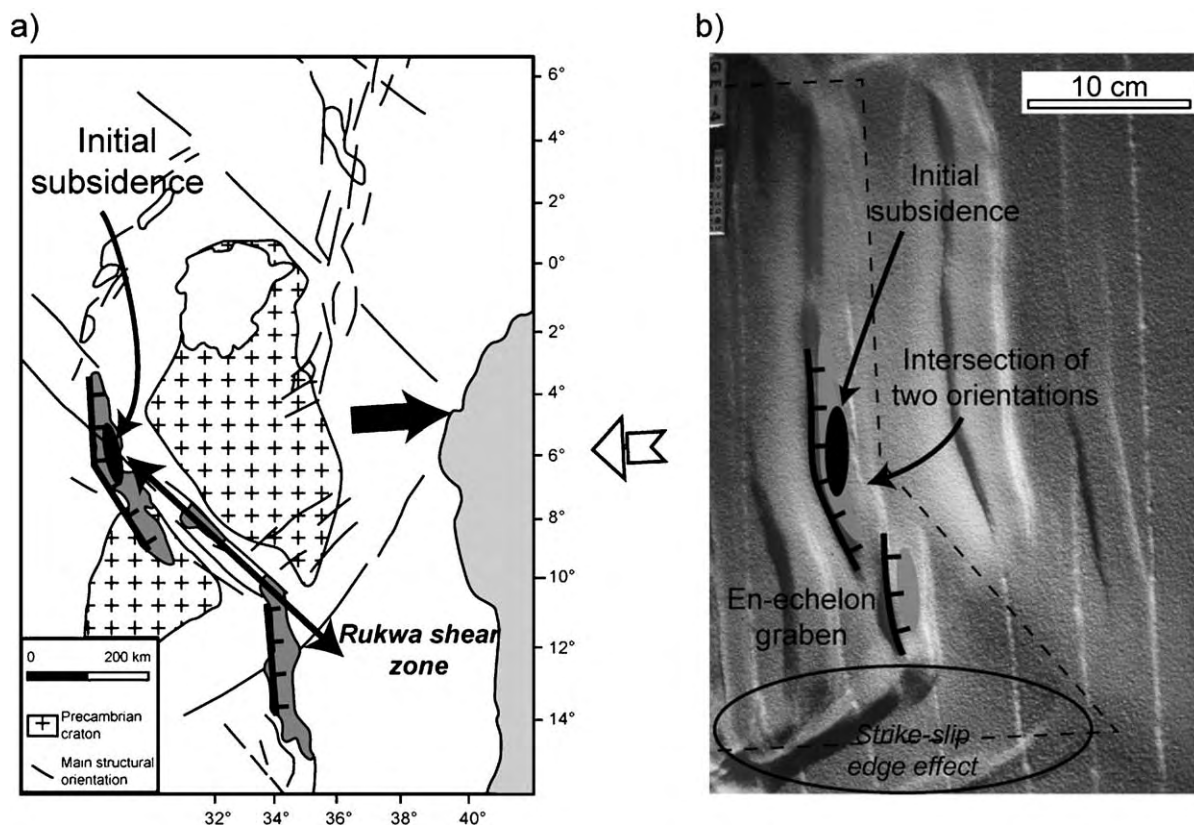 a)
Initial
subsidence
6°
4°
2°
0°
2°
4°
6°
8°
10°
12°
14°
Rukwa shear
zone
0 200 km
Precambrian
craton
Main structural
orientation
32° 34° 36° 38° 40°
b)
10 cm
Initial
subsidence
Intersection of
two orientations
En-echelon
graben
Strike-slip
edge effect